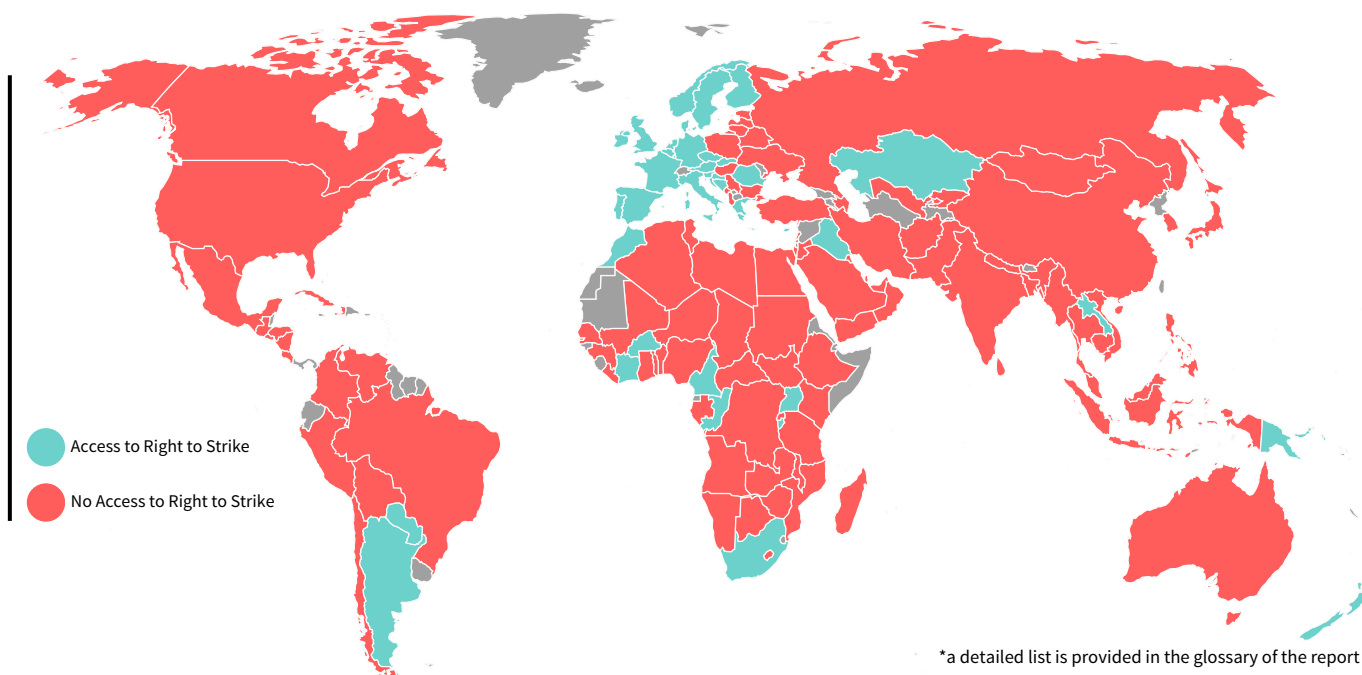 Access to Right to Strike
No Access to Right to Strike
*a detailed list is provided in the glossary of the report